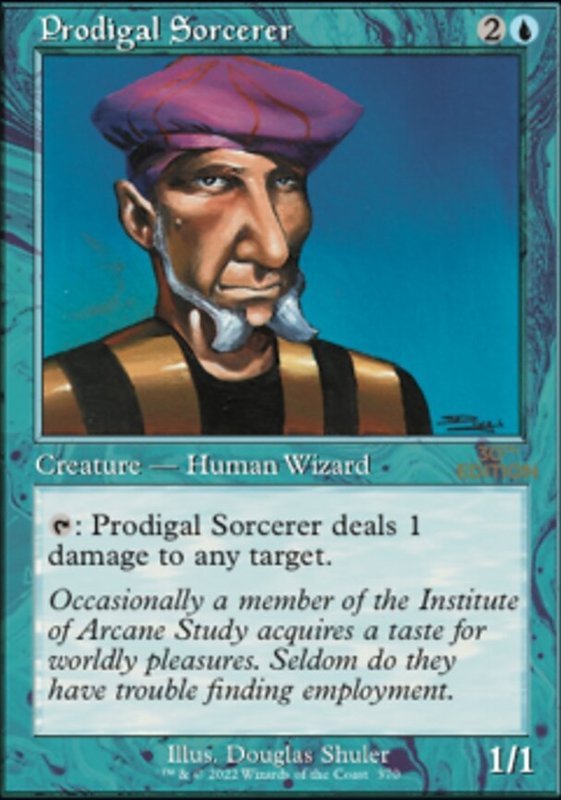 Prodigal Sorcerer 2
30TH
EDITION
Creature — Human Wizard
: Prodigal Sorcerer deals 1
damage to any target.
Occasionally a member of the Institute
of Arcane Study acquires a taste for
worldly pleasures. Seldom do they
have trouble finding employment.
Illus. Douglas Shuler
™ & © 2022 Wizards of the Coast
1/1